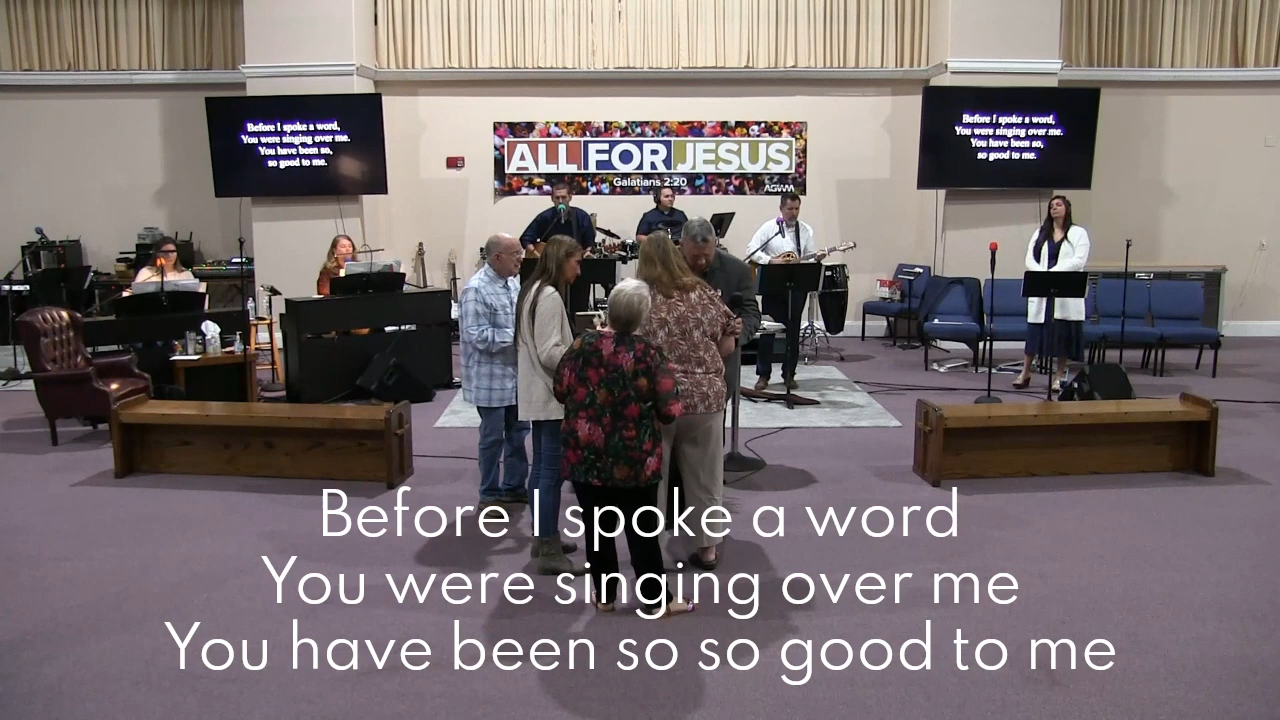 Before I spoke a word,
You were singing over me.
You have been so,
so good to me.
ALL FOR JESUS
Galatians 2:20
AGWM
Before I spoke a word,
You were singing over me.
You have been so,
so good to me.
Before I spoke a word
You were singing over me
You have been so so good to me